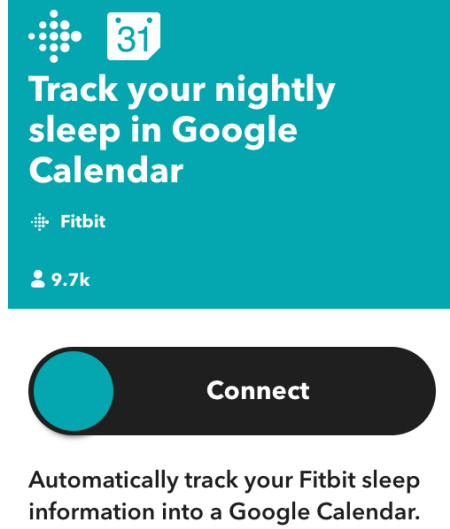 31
Track your nightly
sleep in Google
Calendar
Fitbit
9.7k
Connect
Automatically track your Fitbit sleep
information into a Google Calendar.